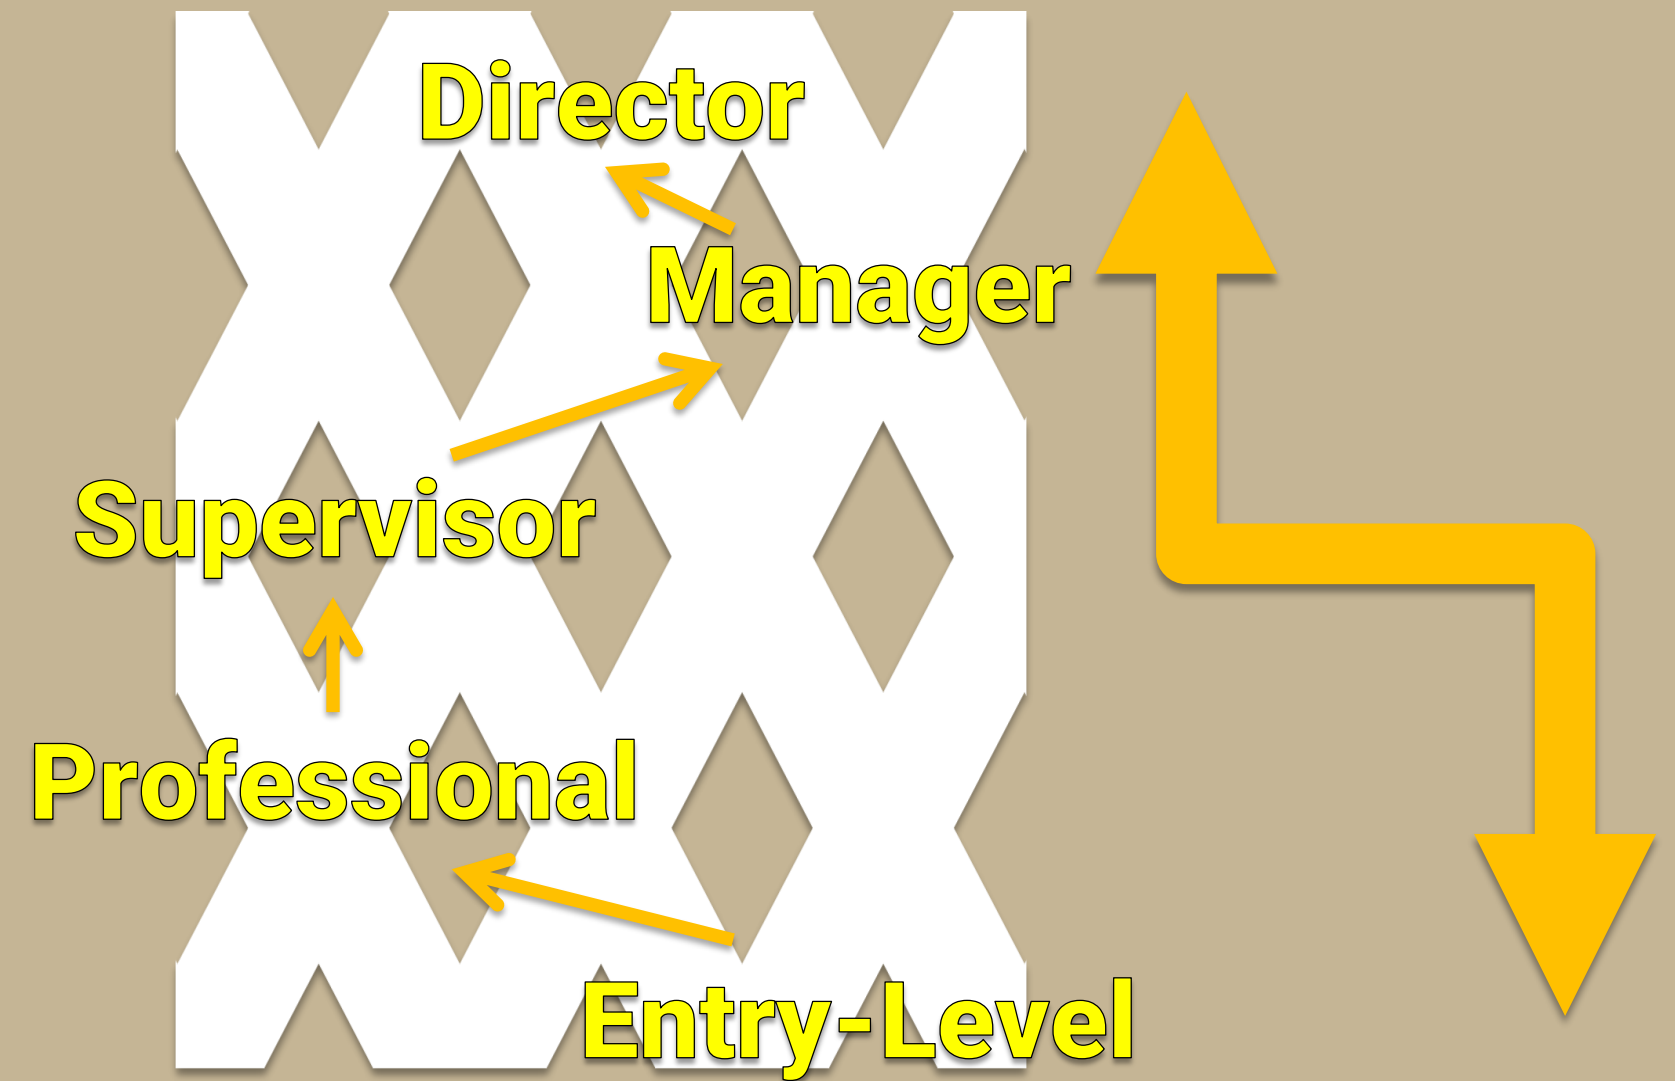 Director
Manager
Supervisor
Professional
Entry-Level